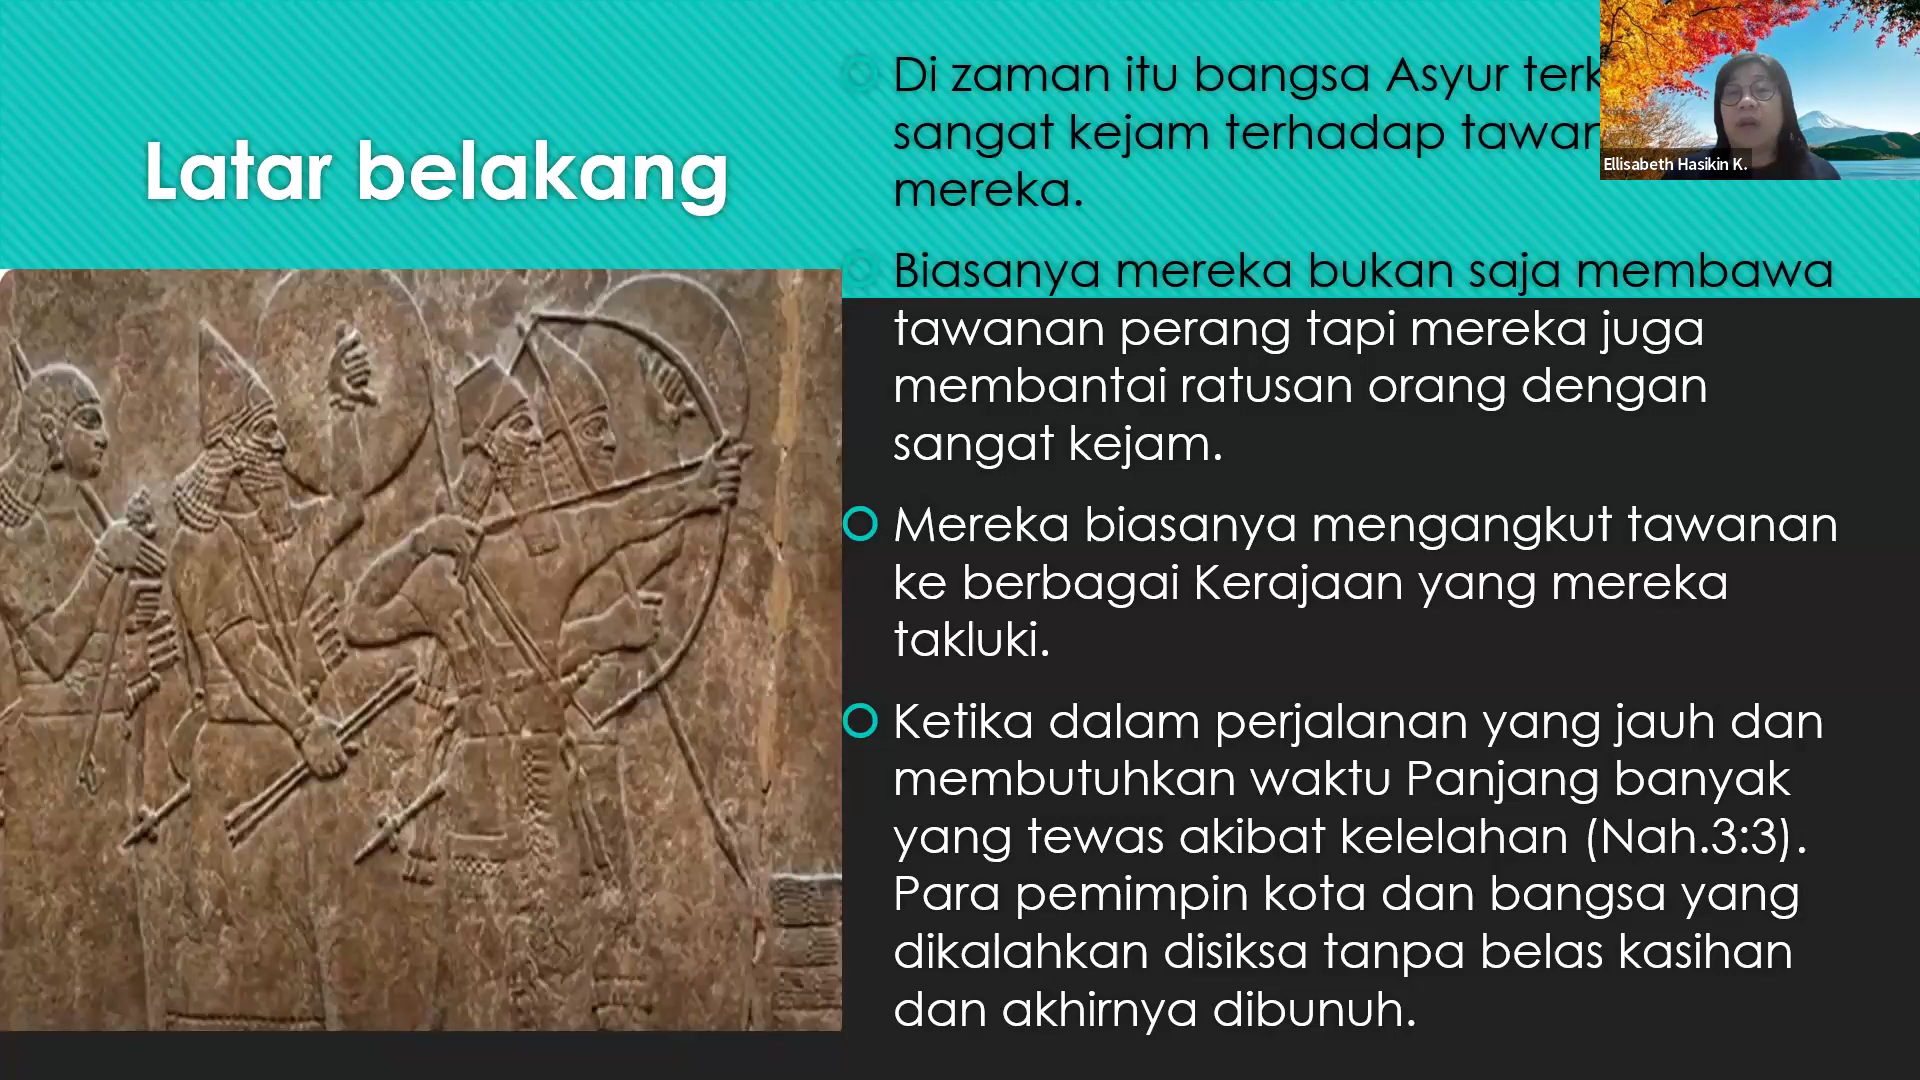 Latar belakang
Di zaman itu bangsa Asyur
sangat kejam terhadap
mereka.
Biasanya mereka bukan saja membawa
tawanan perang tapi mereka juga
membantai ratusan orang dengan
sangat kejam.
Mereka biasanya mengangkut tawanan
ke berbagai Kerajaan yang mereka
takluki.
Ketika dalam perjalanan yang jauh dan
membutuhkan waktu Panjang banyak
yang tewas akibat kelelahan (Nah.3:3).
Para pemimpin kota dan bangsa yang
dikalahkan disiksa tanpa belas kasihan
dan akhirnya dibunuh.
Ellisabeth Hasikin K.